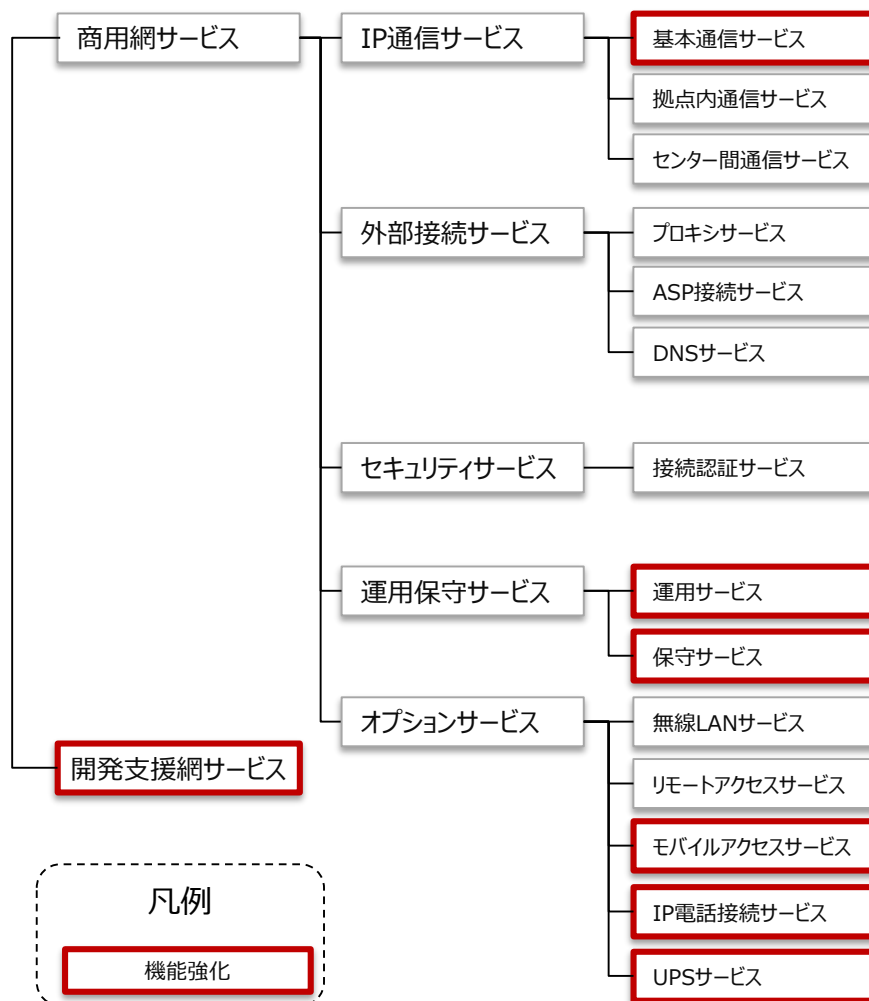 商用網サービス
IP通信サービス
基本通信サービス
拠点内通信サービス
センター間通信サービス
外部接続サービス
プロキシサービス
ASP接続サービス
DNSサービス
セキュリティサービス
接続認証サービス
運用保守サービス
運用サービス
保守サービス
オプションサービス
無線LANサービス
リモートアクセスサービス
モバイルアクセスサービス
IP電話接続サービス
UPSサービス
開発支援網サービス
凡例
機能強化